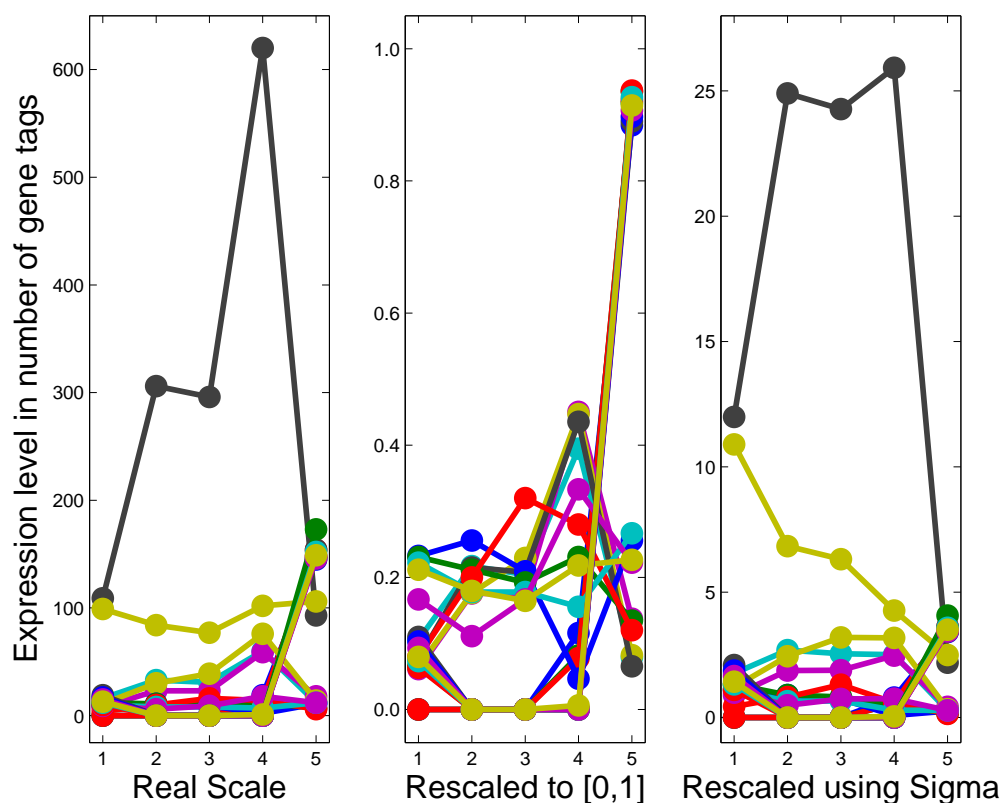 Expression level in number of gene tags
600
500
400
300
200
100
0
1 2 3 4 5
Real Scale
1.0
0.8
0.6
0.4
0.2
0.0
1 2 3 4 5
Rescaled to [0,1]
25
20
15
10
5
0
1 2 3 4 5
Rescaled using Sigma